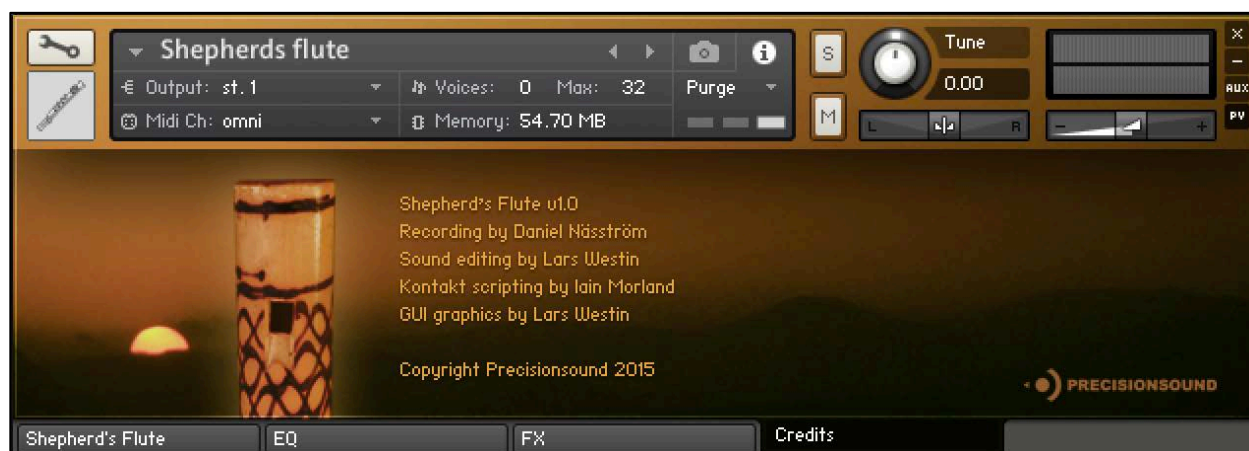 Shepherds flute
i
S
Tune
0.00
X
−
AUX
PV
Output: st.1
Voices: 0 Max: 32
Purge
Midi Ch: omni
Memory: 54.70 MB
M
L
R
−
+
Shepherd's Flute v1.0
Recording by Daniel Näsström
Sound editing by Lars Westin
Kontakt scripting by Iain Morland
GUI graphics by Lars Westin
Copyright Precisionsound 2015
PRECISIONSOUND
Shepherd's Flute
EQ
FX
Credits